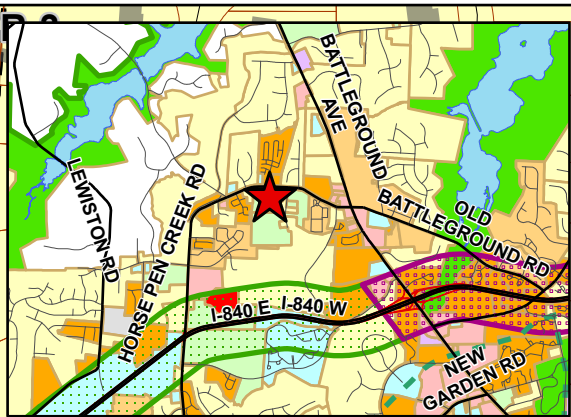 BATTLEGROUND
AVE
LEWISTON RD
HORSE PEN CREEK RD
OLD
BATTLEGROUND RD
I-840 E
I-840 W
NEW
GARDEN RD